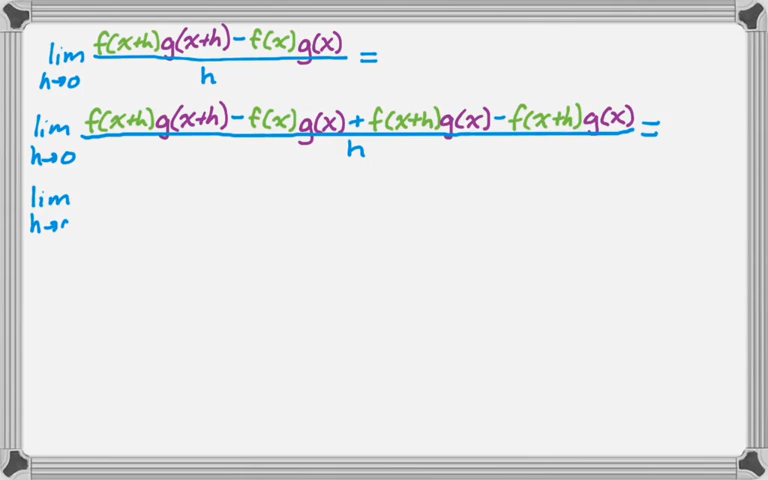 lim h→0 f(x+h)g(x+h)-f(x)g(x) / h =
lim h→0 f(x+h)g(x+h)-f(x)g(x)+f(x+h)g(x)-f(x+h)g(x) / h =
lim h→